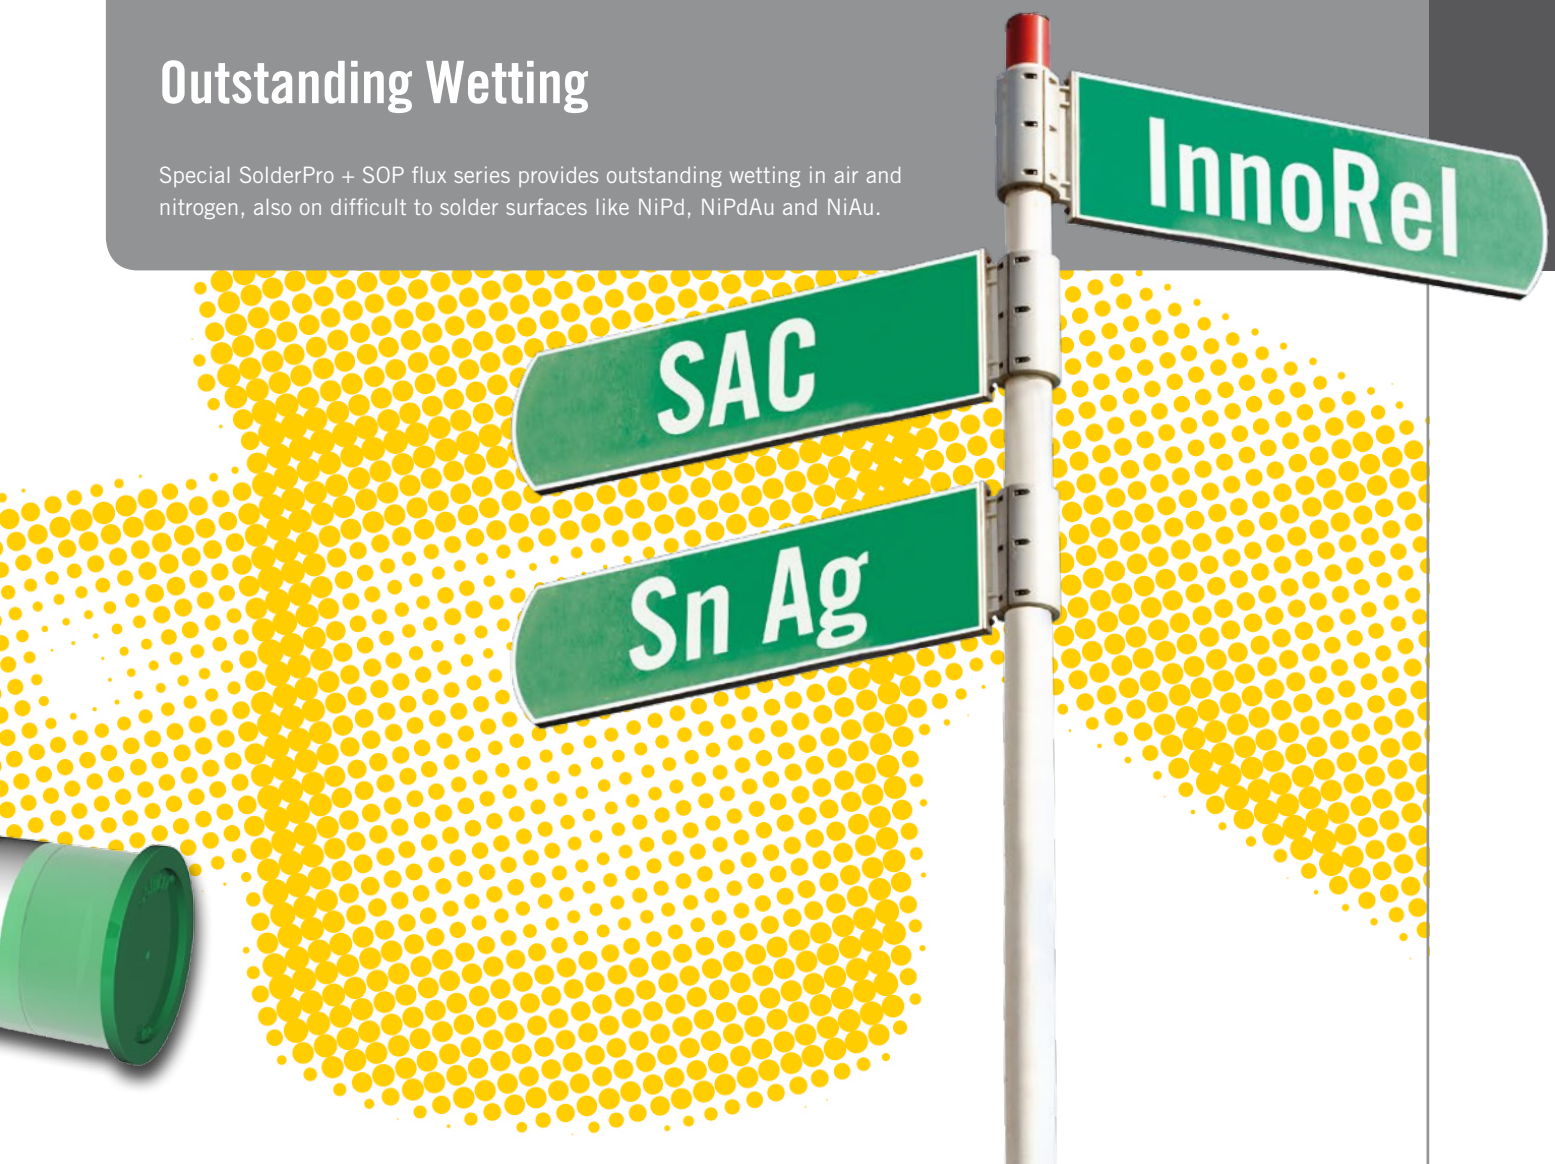 Outstanding Wetting
Special SolderPro + SOP flux series provides outstanding wetting in air and
nitrogen, also on difficult to solder surfaces like NiPd, NiPdAu and NiAu.
InnoRel
SAC
Sn Ag